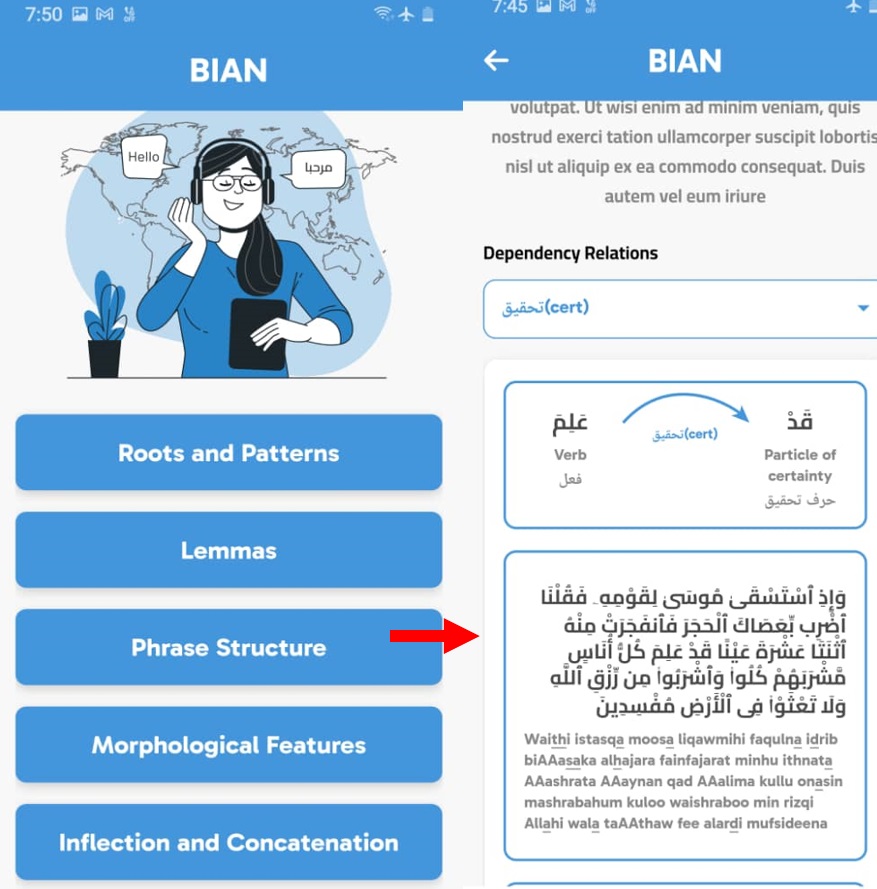 7:50
BIAN
Hello
مرحبا
Roots and Patterns
Lemmas
Phrase Structure
Morphological Features
Inflection and Concatenation
7:45
BIAN
volutpat. Ut wisi enim ad minim veniam, quis
nostrud exerci tation ullamcorper suscipit lobortis
nisl ut aliquip ex ea commodo consequat. Duis
autem vel eum iriure
Dependency Relations
تحقيق(cert)
عَلِمَ
Verb
فعل
تحقيق(cert)
قَدْ
Particle of
certainty
حرف تحقيق
وَإِذِ ٱسْتَسْقَىٰ مُوسَىٰ لِقَوْمِهِۦ فَقُلْنَا
ٱضْرِب بِّعَصَاكَ ٱلْحَجَرَ فَٱنفَجَرَتْ مِنْهُ
ٱثْنَتَا عَشْرَةَ عَيْنًا قَدْ عَلِمَ كُلُّ أُنَاسٍ
مَّشْرَبَهُمْ كُلُوا۟ وَٱشْرَبُوا۟ مِن رِّزْقِ ٱللَّهِ
وَلَا تَعْثَوْا۟ فِى ٱلْأَرْضِ مُفْسِدِينَ
Waithi istasqa moosa liqawmihi faqulna idrib
biAAasaka alhajara fainfajarat minhu ithnata
AAashrata AAaynan qad AAalima kullu onasin
mashrabahum kuloo waishraboo min rizqi
Allahi wala taAAthaw fee alardi mufsideena